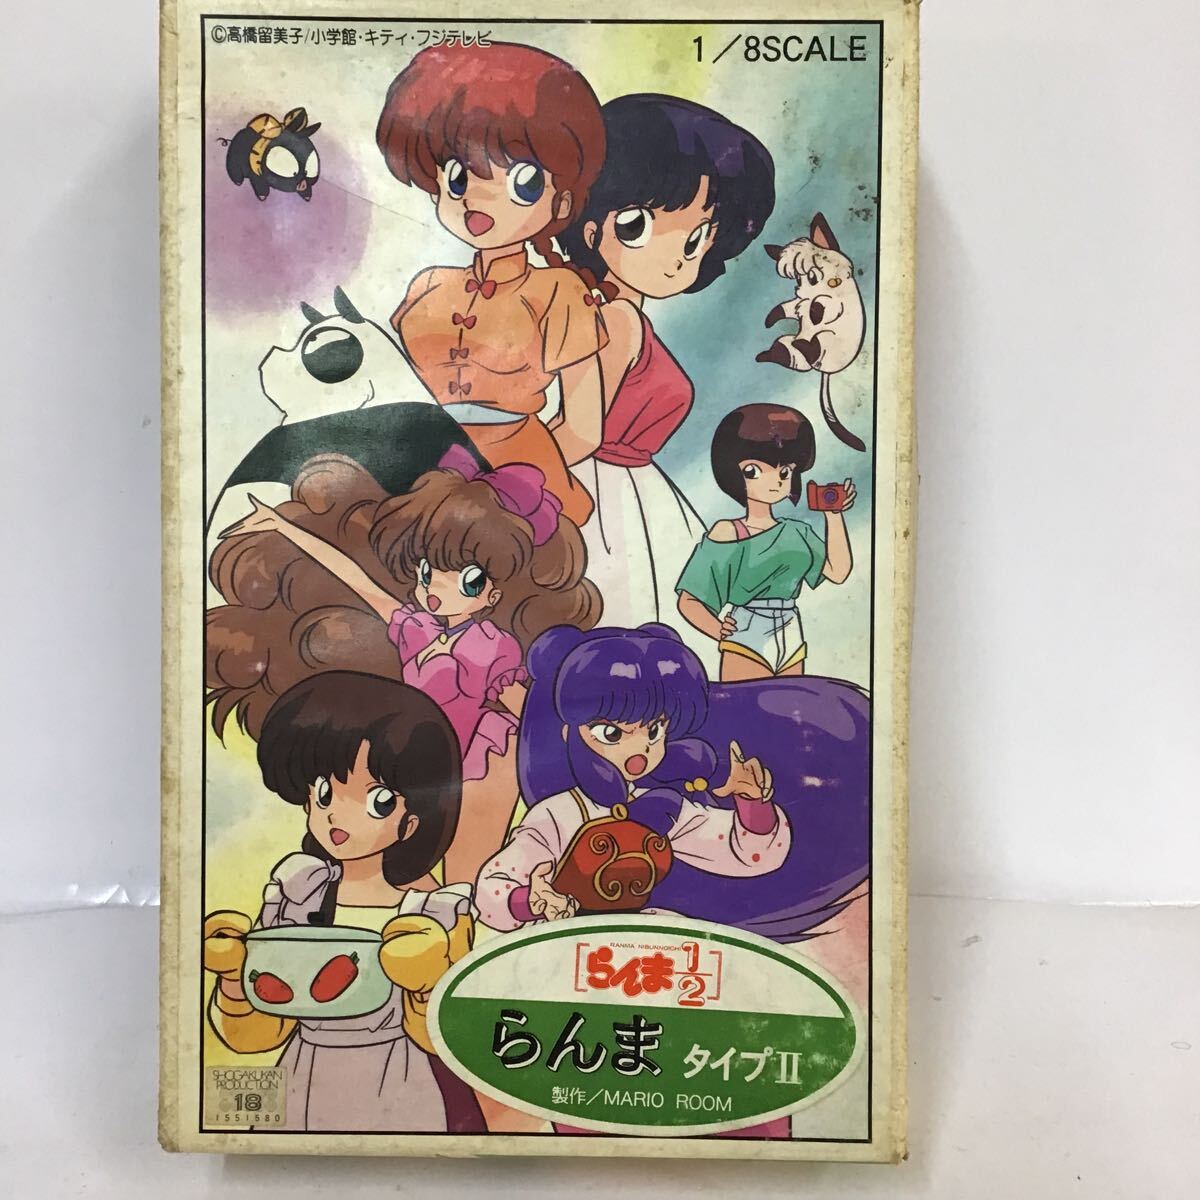 ©高橋留美子/小学館・キティ・フジテレビ
1/8SCALE
RANMA NIBUNNOICHI
[らんま1/2]
らんま タイプII
製作/MARIO ROOM
SHOGAKUKAN
PRODUCTION
18
1551580